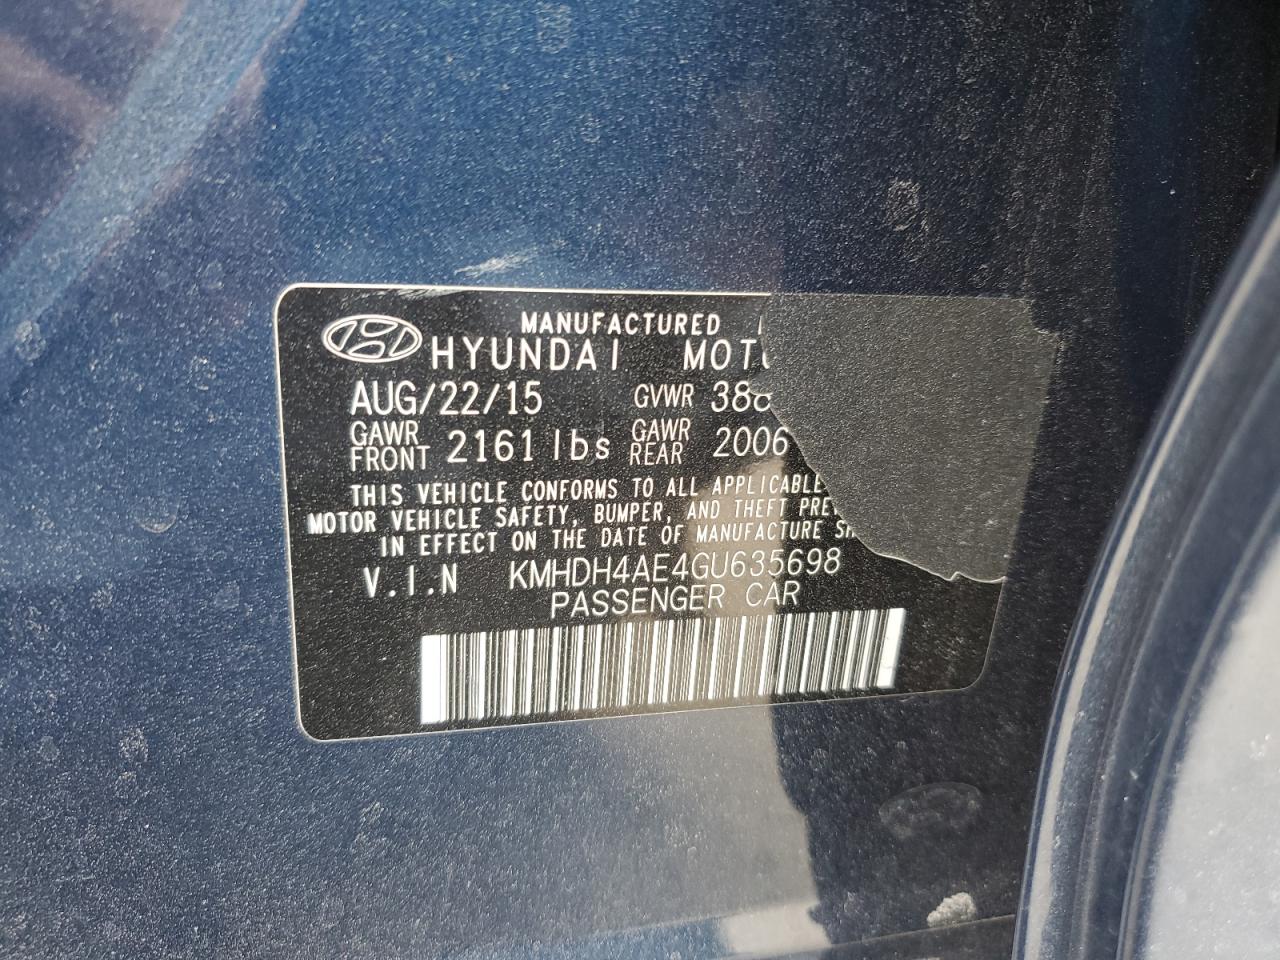 MANUFACTURED
HYUNDAI
AUG/22/15 GVWR
GAWR FRONT 2161 lbs GAWR REAR 2006
THIS VEHICLE CONFORMS TO ALL APPLICABLE
MOTOR VEHICLE SAFETY, BUMPER, AND THEFT
IN EFFECT ON THE DATE OF MANUFACTURE
V.I.N KMHDH4AE4GU635698
PASSENGER CAR